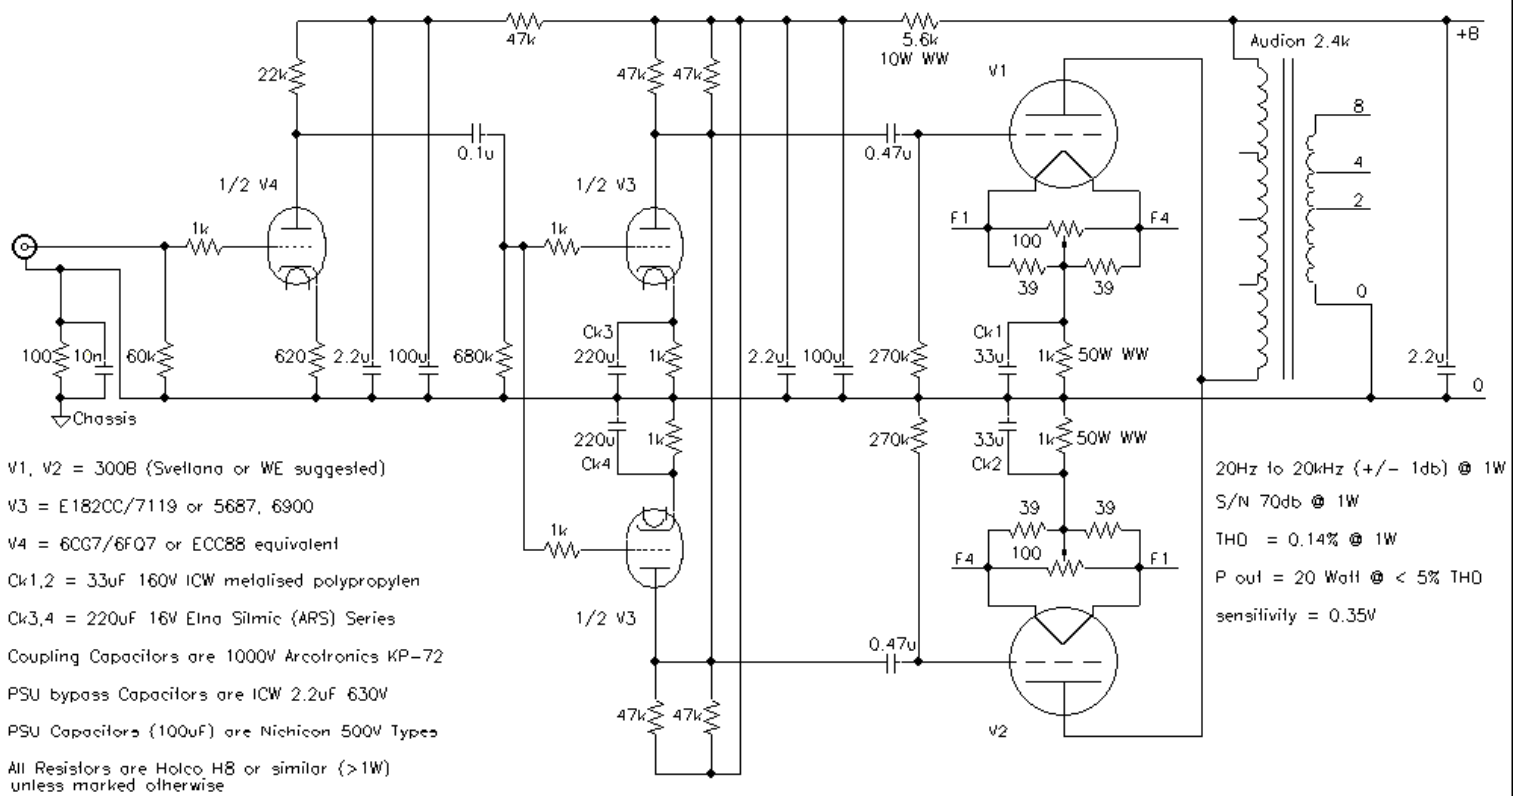 47k
5.6k
10W WW
+B
Audion 2.4k
22k
47k
47k
V1
8
0.1u
0.47u
4
1/2 V4
1/2 V3
2
1k
1k
F1
F4
100
39
39
0
Ck3
Ck1
100
10n
60k
620
2.2u
100u
680k
220u
1k
2.2u
100u
270k
33u
1k
50W WW
2.2u
0
Chassis
220u
1k
270k
33u
1k
50W WW
Ck4
Ck2
V1, V2 = 300B (Svetlana or WE suggested)
20Hz to 20kHz (+/- 1db) @ 1W
V3 = E182CC/7119 or 5687, 6900
39
39
S/N 70db @ 1W
1k
V4 = 6CG7/6FQ7 or ECC88 equivalent
F4
100
F1
THD = 0.14% @ 1W
Ck1,2 = 33uF 160V ICW metalised polypropylen
P out = 20 Watt @ < 5% THD
Ck3,4 = 220uF 16V Elna Silmic (ARS) Series
1/2 V3
sensitivity = 0.35V
0.47u
Coupling Capacitors are 1000V Arcotronics KP-72
PSU bypass Capacitors are ICW 2.2uF 630V
47k
47k
PSU Capacitors (100uF) are Nichicon 500V Types
V2
All Resistors are Holco H8 or similar (>1W)
unless marked otherwise